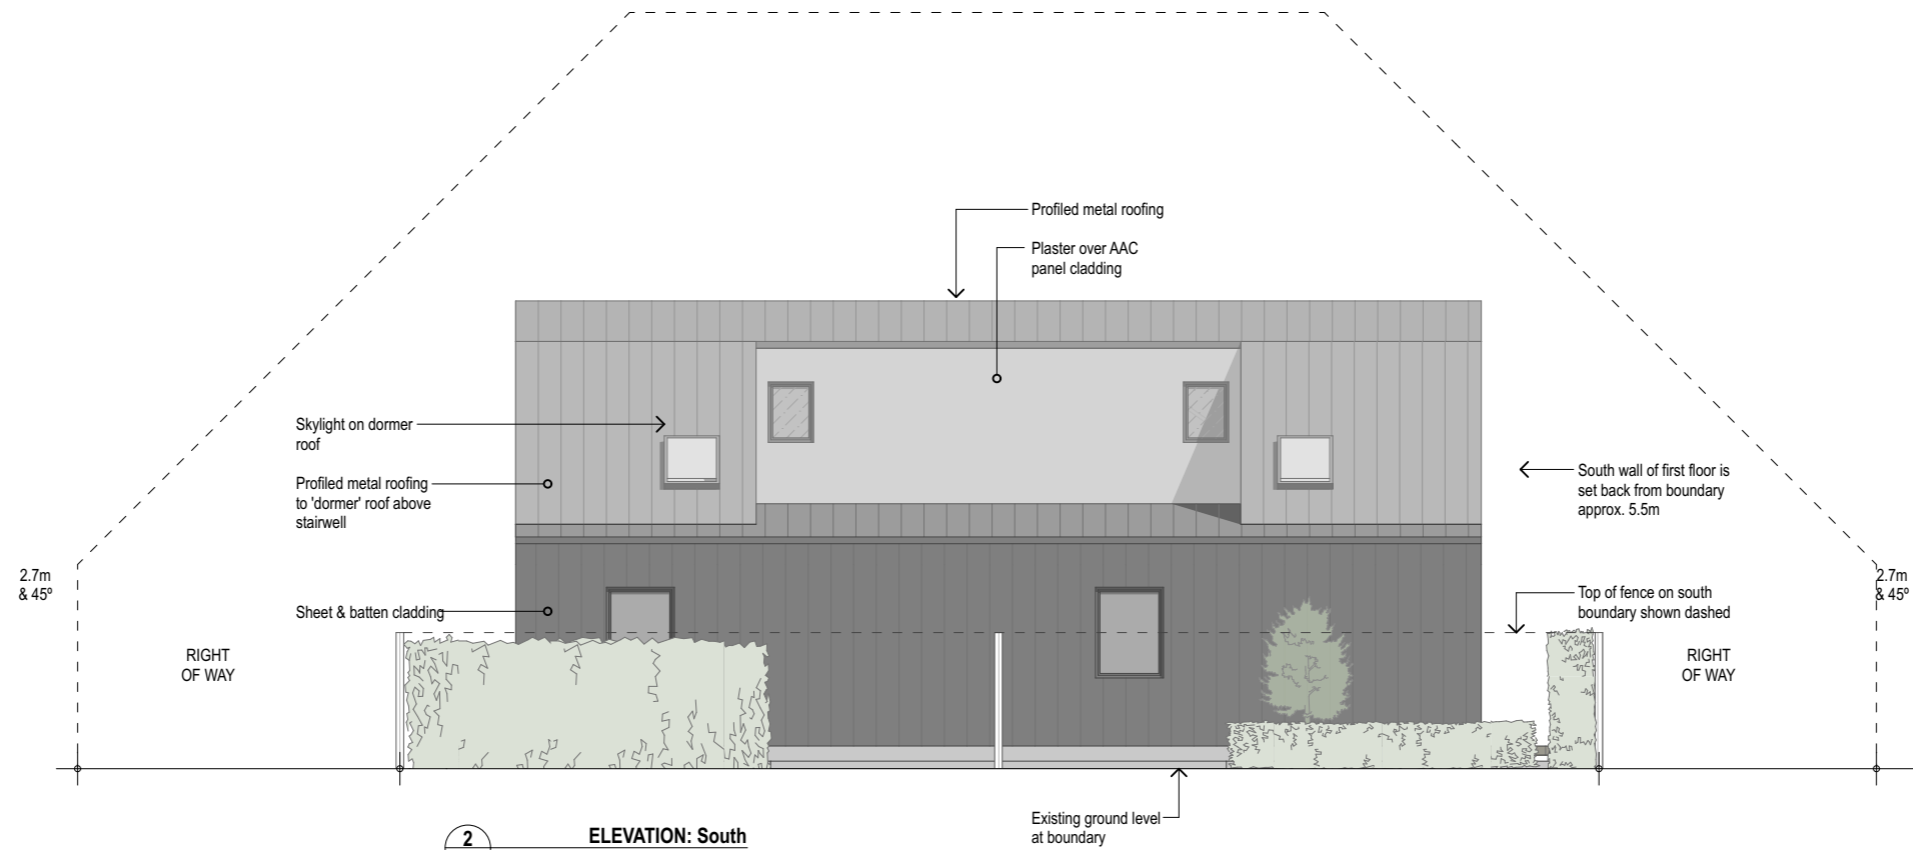 Profiled metal roofing
Plaster over AAC
panel cladding
Skylight on dormer
roof
Profiled metal roofing
to 'dormer' roof above
stairwell
South wall of first floor is
set back from boundary
approx. 5.5m
2.7m
& 45º
2.7m
& 45º
Sheet & batten cladding
Top of fence on south
boundary shown dashed
RIGHT
OF WAY
RIGHT
OF WAY
Existing ground level
at boundary
2
ELEVATION: South